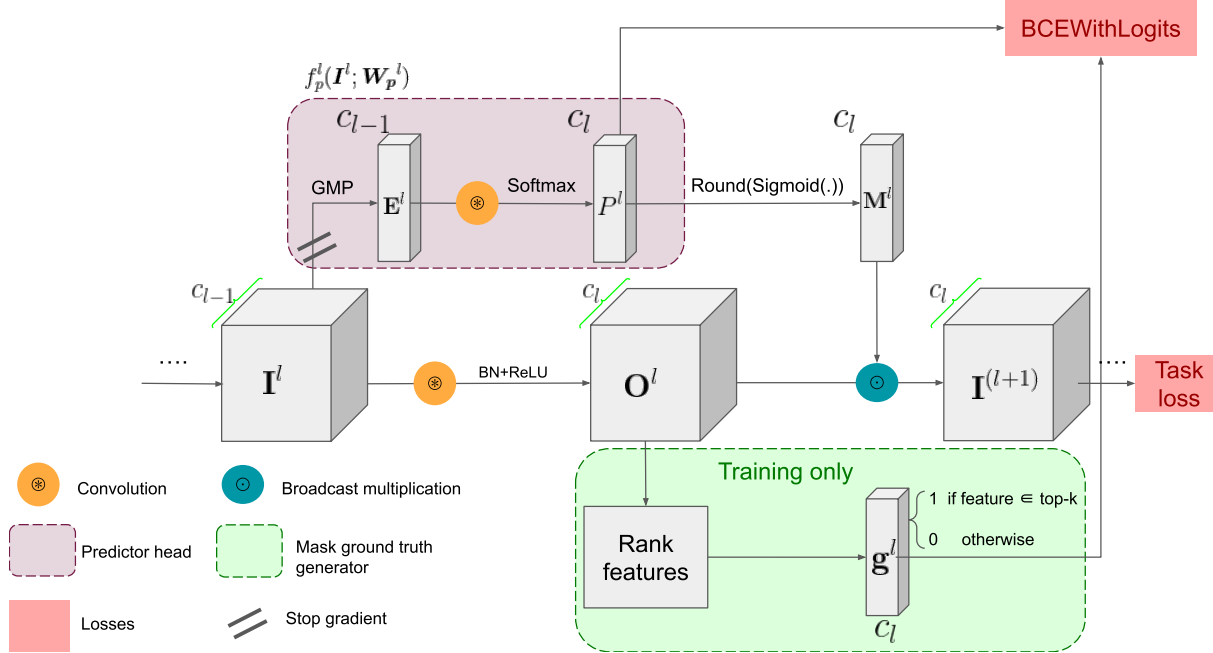 BCEWithLogits
f_p^l(I^l; W_p^l)
c_{l-1}
c_l
c_l
GMP
E^l
Softmax
P^l
Round(Sigmoid(.))
M^l
c_{l-1}
c_l
c_l
....
I^l
BN+ReLU
O^l
I^{(l+1)}
....
Task
loss
Training only
Rank
features
g^l
1 if feature ∈ top-k
0 otherwise
c_l
⊛ Convolution
⊙ Broadcast multiplication
Predictor head
Mask ground truth
generator
Losses
Stop gradient